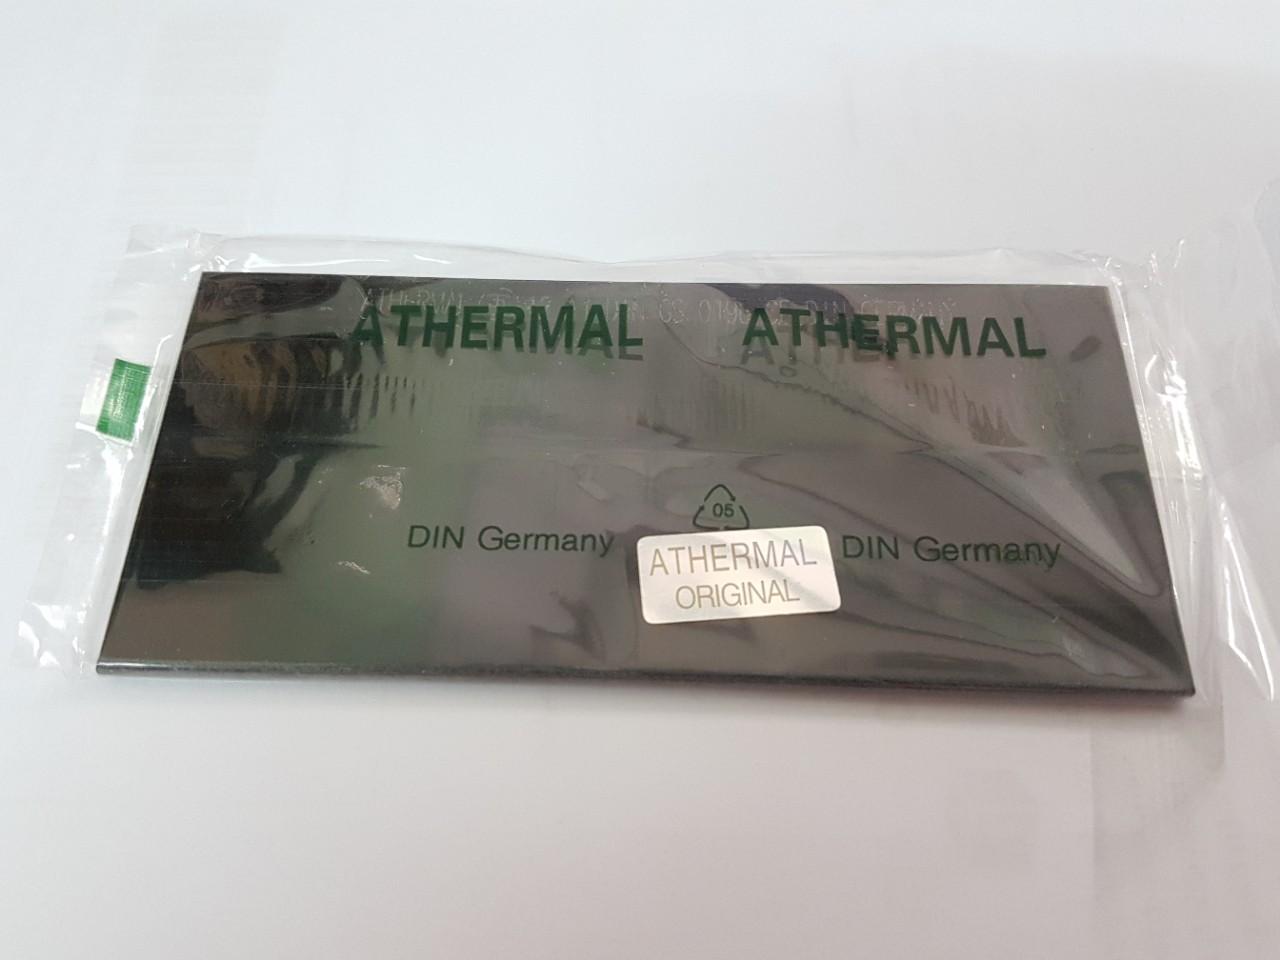 ATHERMAL ATHERMAL
05
DIN Germany DIN Germany
ATHERMAL
ORIGINAL